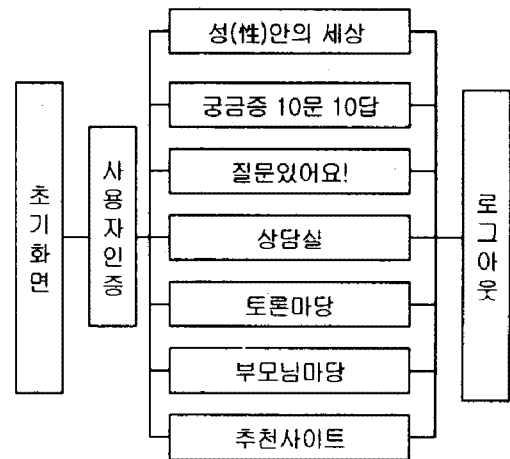 초기화면
사용자인증
성(性)안의 세상
궁금증 10문 10답
질문있어요!
상담실
토론마당
부모님마당
추천사이트
로그아웃